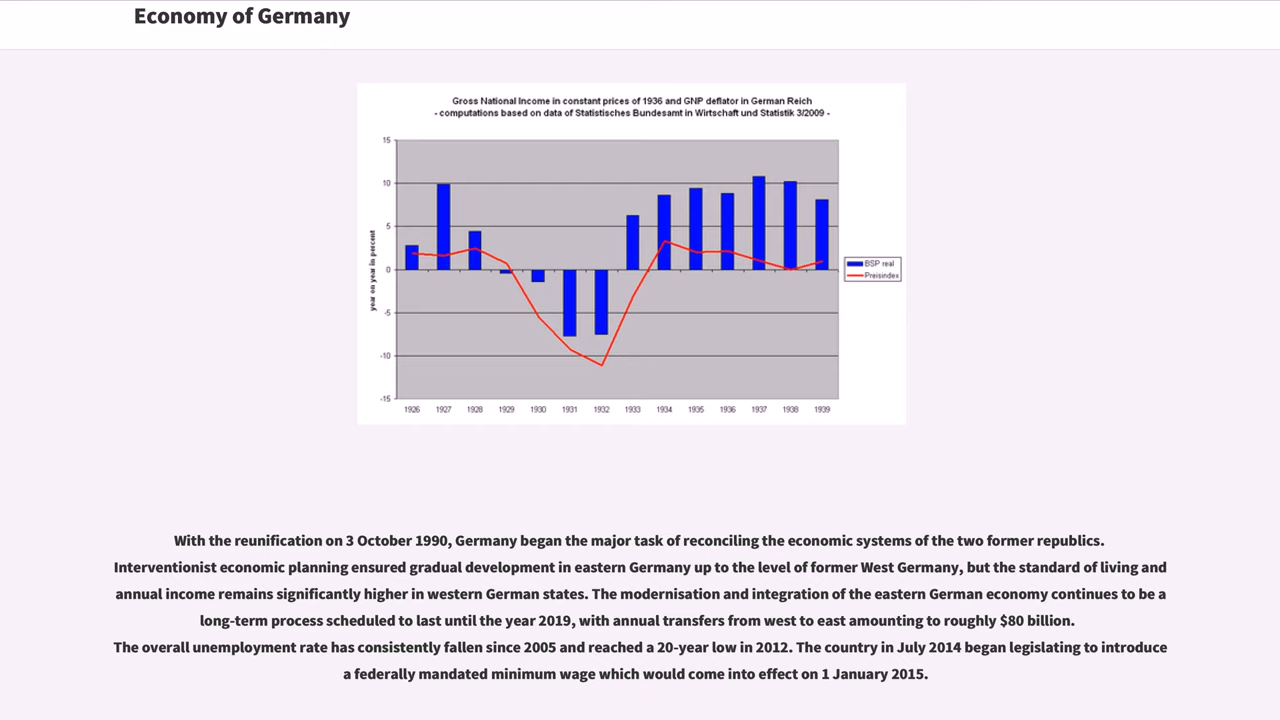 Economy of Germany
Gross National Income in constant prices of 1936 and GNP deflator in German Reich
- computations based on data of Statistisches Bundesamt in Wirtschaft und Statistik 3/2009 -
year on year in percent
15
10
5
0
-5
-10
-15
1926 1927 1928 1929 1930 1931 1932 1933 1934 1935 1936 1937 1938 1939
BSP real
Preisindex
With the reunification on 3 October 1990, Germany began the major task of reconciling the economic systems of the two former republics.
Interventionist economic planning ensured gradual development in eastern Germany up to the level of former West Germany, but the standard of living and
annual income remains significantly higher in western German states. The modernisation and integration of the eastern German economy continues to be a
long-term process scheduled to last until the year 2019, with annual transfers from west to east amounting to roughly $80 billion.
The overall unemployment rate has consistently fallen since 2005 and reached a 20-year low in 2012. The country in July 2014 began legislating to introduce
a federally mandated minimum wage which would come into effect on 1 January 2015.